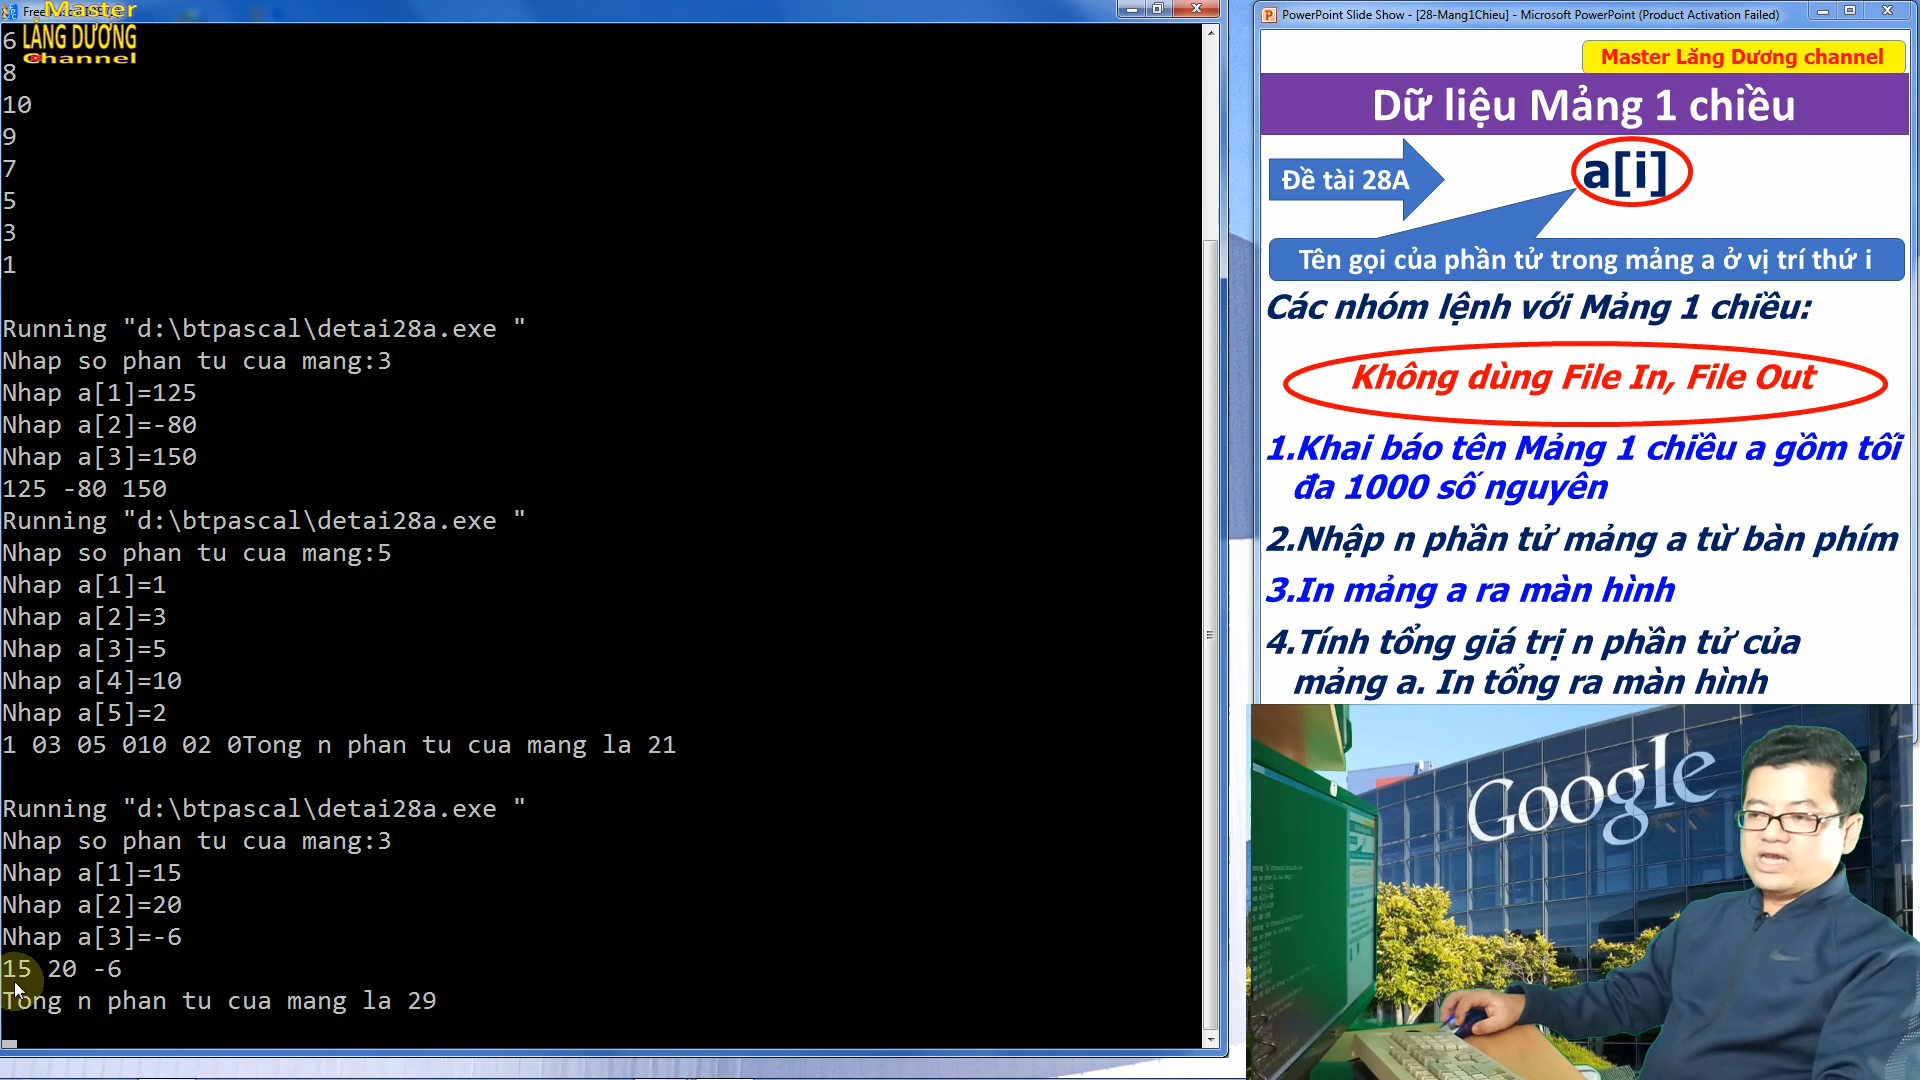 Master
LĂNG DƯƠNG
Channel
6
8
10
9
7
5
3
1
Running "d:\btpascal\detai28a.exe "
Nhap so phan tu cua mang:3
Nhap a[1]=125
Nhap a[2]=-80
Nhap a[3]=150
125 -80 150
Running "d:\btpascal\detai28a.exe "
Nhap so phan tu cua mang:5
Nhap a[1]=1
Nhap a[2]=3
Nhap a[3]=5
Nhap a[4]=10
Nhap a[5]=2
1 03 05 010 02 0Tong n phan tu cua mang la 21
Running "d:\btpascal\detai28a.exe "
Nhap so phan tu cua mang:3
Nhap a[1]=15
Nhap a[2]=20
Nhap a[3]=-6
15 20 -6
Tong n phan tu cua mang la 29
PowerPoint Slide Show - [28-Mang1Chieu] - Microsoft PowerPoint (Product Activation Failed)
Master Lăng Dương channel
Dữ liệu Mảng 1 chiều
Đề tài 28A
a[i]
Tên gọi của phần tử trong mảng a ở vị trí thứ i
Các nhóm lệnh với Mảng 1 chiều:
Không dùng File In, File Out
1.Khai báo tên Mảng 1 chiều a gồm tối
đa 1000 số nguyên
2.Nhập n phần tử mảng a từ bàn phím
3.In mảng a ra màn hình
4.Tính tổng giá trị n phần tử của
mảng a. In tổng ra màn hình
Google